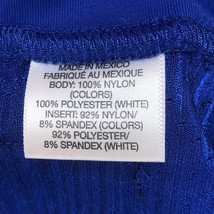 MADE IN MEXICO
FABRIQUÉ AU MEXIQUE
BODY: 100% NYLON
(COLORS)
100% POLYESTER (WHITE)
INSERT: 92% NYLON/
8% SPANDEX (COLORS)
92% POLYESTER/
8% SPANDEX (WHITE)